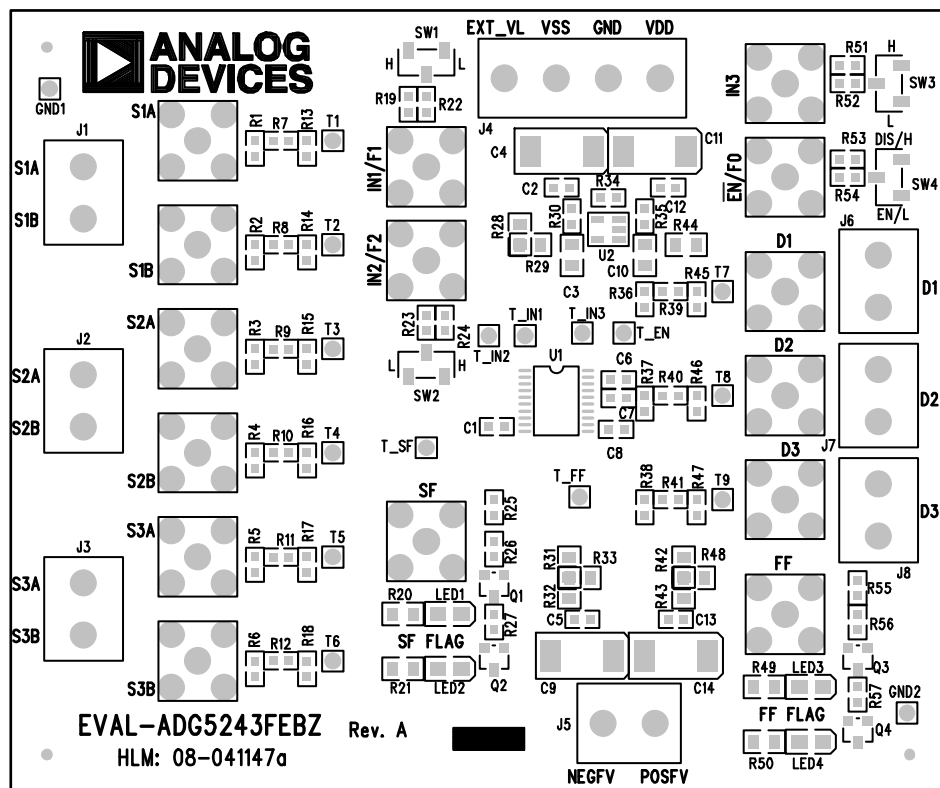 ANALOG
DEVICES
GND1
J1
S1A
S1B
S1A
S1B
R1
R7
R13
T1
R2
R8
R14
T2
J2
S2A
S2B
S2A
S2B
R3
R9
R15
T3
R4
R10
R16
T4
J3
S3A
S3B
S3A
S3B
R5
R11
R17
T5
R6
R12
R18
T6
SW1
H
L
R19
R22
IN1/F1
IN2/F2
R23
R24
L
H
SW2
T_IN2
T_IN1
T_IN3
T_EN
EXT_VL
VSS
GND
VDD
J4
C4
C11
C2
R34
C12
R30
R35
R28
R29
U2
R44
C3
C10
R36
R39
R45
T7
U1
C6
C7
C8
C1
R37
R40
R46
T8
T_SF
T_FF
R38
R41
R47
T9
SF
R25
R26
Q1
R20
LED1
R27
SF FLAG
R21
LED2
Q2
R31
R33
R32
C5
R42
R48
R43
C13
C9
C14
J5
NEGFV
POSFV
IN3
R51
R52
H
SW3
L
EN/F0
R53
R54
DIS/H
SW4
EN/L
J6
D1
D1
D2
D2
J7
D3
D3
J8
FF
R55
R56
Q3
R49
LED3
R57
GND2
FF FLAG
R50
LED4
Q4
EVAL-ADG5243FEBZ
Rev. A
HLM: 08-041147a